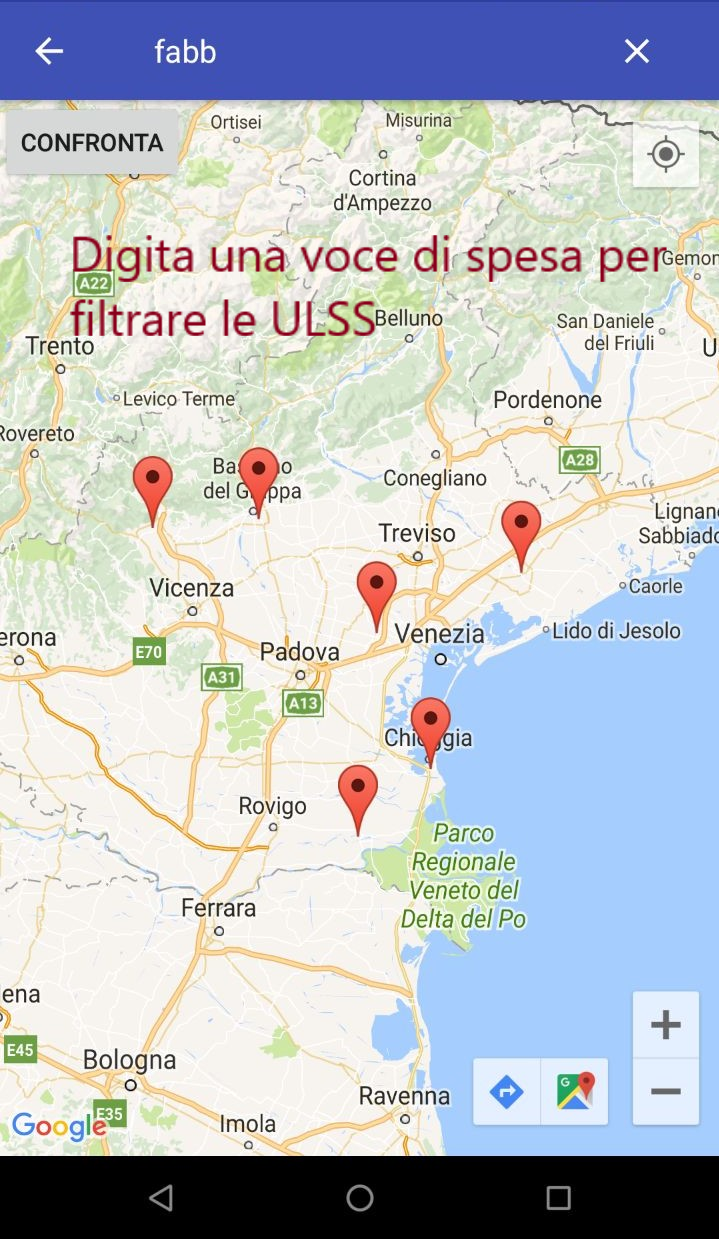 fabb
CONFRONTA
Ortisei
Misurina
Cortina
d'Ampezzo
Digita una voce di spesa per
Gemon
A22
filtrare le ULSS
Belluno
San Daniele
del Friuli
U
Trento
Levico Terme
Pordenone
Rovereto
A28
del Grappa
Conegliano
Lignano
Sabbiado
Treviso
Vicenza
Caorle
erona
E70
Padova
Venezia
Lido di Jesolo
A31
A13
Chioggia
Rovigo
Parco
Regionale
Veneto del
Delta del Po
Ferrara
ena
E45
Bologna
Ravenna
G
E35
Google
Imola